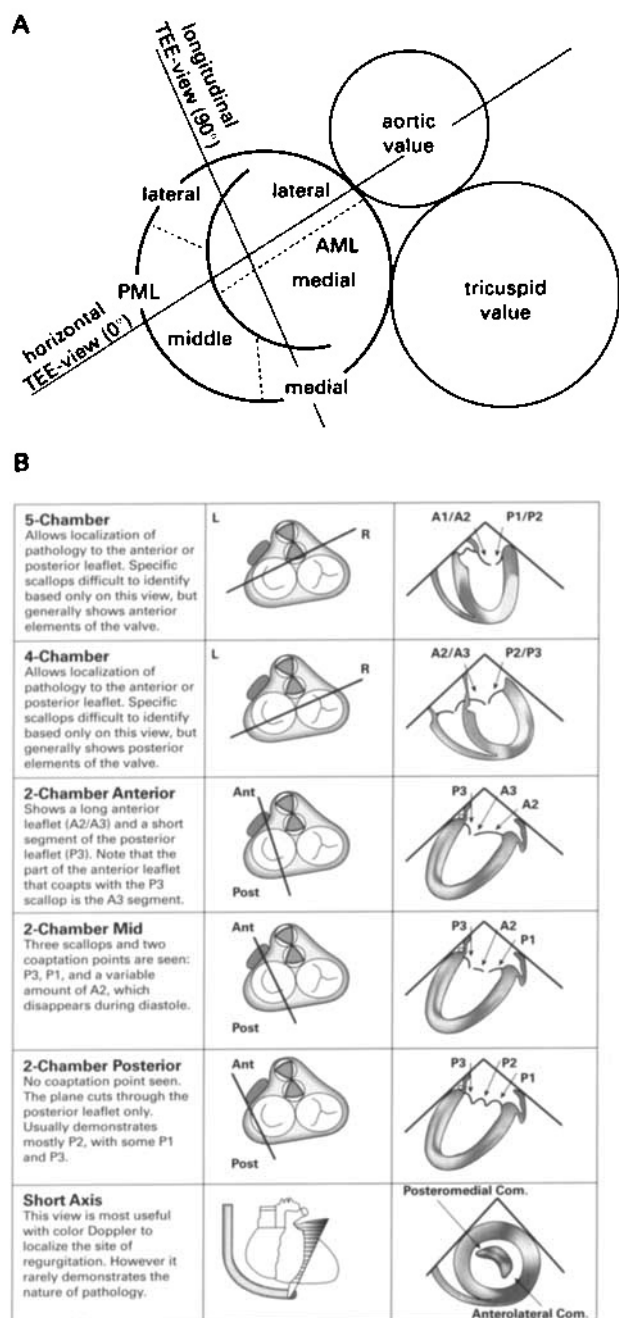 A
longitudinal
TEE-view (90°)
aortic
value
lateral
lateral
AML
medial
tricuspid
value
PML
middle
horizontal
TEE-view (0°)
medial
B
5-Chamber
Allows localization of
pathology to the anterior or
posterior leaflet. Specific
scallops difficult to identify
based only on this view, but
generally shows anterior
elements of the valve.
L
R
A1/A2
P1/P2
4-Chamber
Allows localization of
pathology to the anterior or
posterior leaflet. Specific
scallops difficult to identify
based only on this view, but
generally shows posterior
elements of the valve.
L
R
A2/A3
P2/P3
2-Chamber Anterior
Shows a long anterior
leaflet (A2/A3) and a short
segment of the posterior
leaflet (P3). Note that the
part of the anterior leaflet
that coapts with the P3
scallop is the A3 segment.
Ant
Post
P3
A3
A2
2-Chamber Mid
Three scallops and two
coaptation points are seen:
P3, P1, and a variable
amount of A2, which
disappears during diastole.
Ant
Post
P3
A2
P1
2-Chamber Posterior
No coaptation point seen.
The plane cuts through the
posterior leaflet only.
Usually demonstrates
mostly P2, with some P1
and P3.
Ant
Post
P3
P2
P1
Short Axis
This view is most useful
with color Doppler to
localize the site of
regurgitation. However it
rarely demonstrates the
nature of pathology.
Posteromedial Com.
Anterolateral Com.